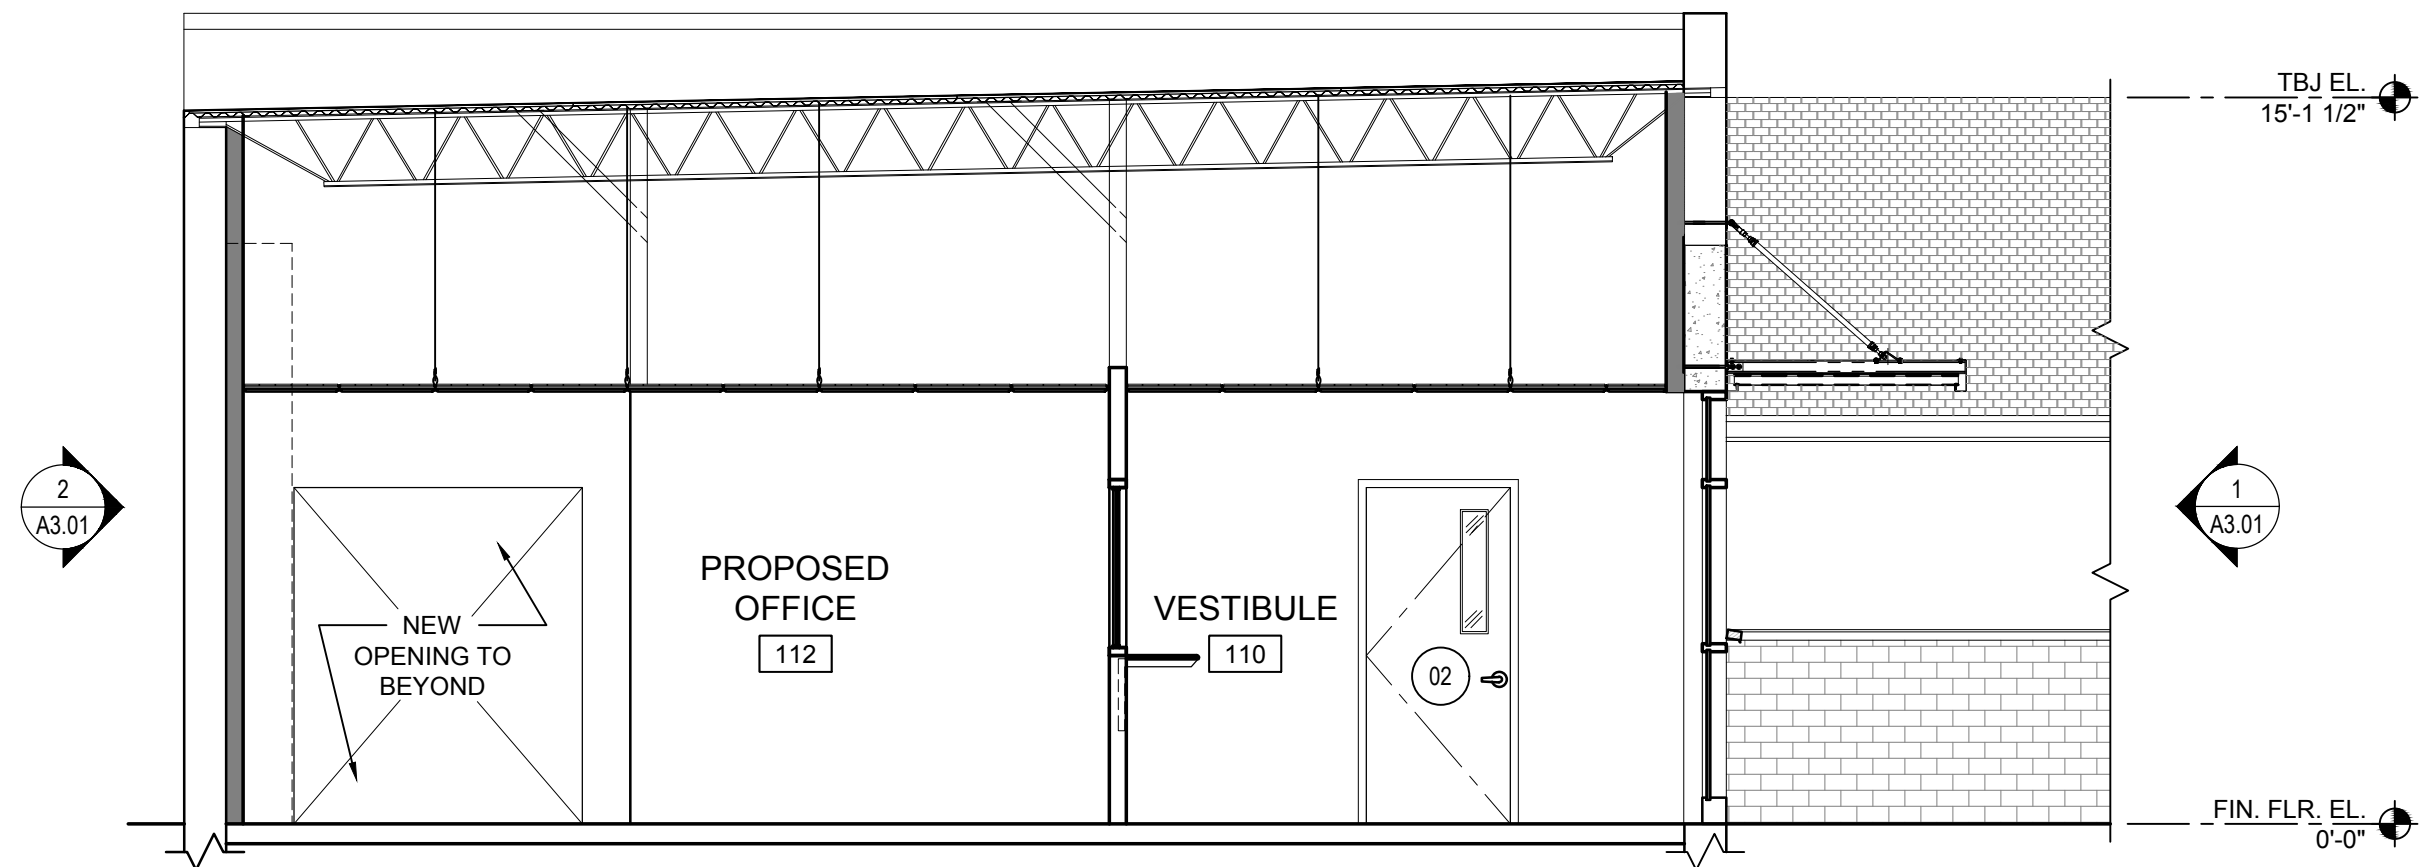 TBJ EL.
15'-1 1/2"
2
A3.01
1
A3.01
PROPOSED
OFFICE
112
VESTIBULE
110
NEW
OPENING TO
BEYOND
02
FIN. FLR. EL.
0'-0"